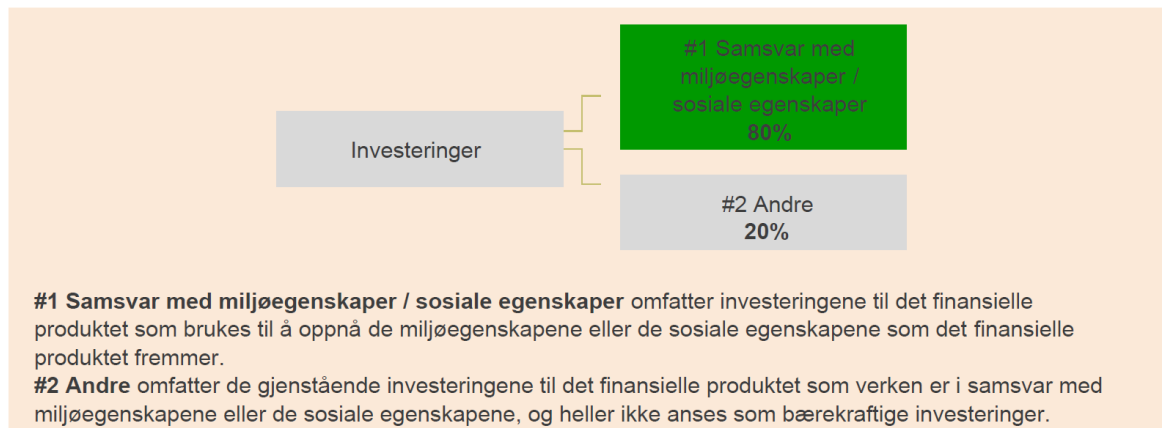 #1 Samsvar med
miljøegenskaper /
sosiale egenskaper
80%
Investeringer
#2 Andre
20%
#1 Samsvar med miljøegenskaper / sosiale egenskaper omfatter investeringene til det finansielle
produktet som brukes til å oppnå de miljøegenskapene eller de sosiale egenskapene som det finansielle
produktet fremmer.
#2 Andre omfatter de gjenstående investeringene til det finansielle produktet som verken er i samsvar med
miljøegenskapene eller de sosiale egenskapene, og heller ikke anses som bærekraftige investeringer.